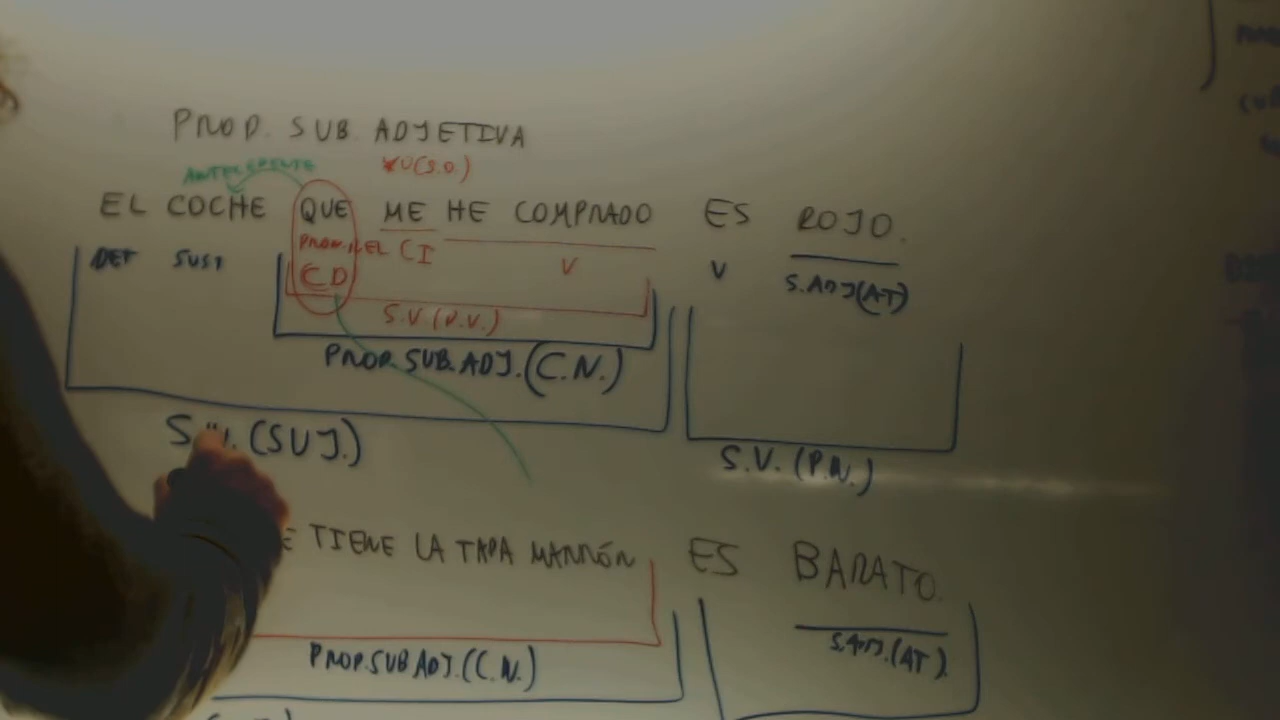 PROP. SUB. ADJETIVA
ANTECEDENTE
YO (S.O.)
EL COCHE QUE ME HE COMPRADO ES ROJO.
DET SUST PRON. REL CI V V S.ADJ(AT)
CD
S.V. (P.V.)
PROP. SUB. ADJ. (C.N.)
(SUJ.)
S.V. (P.N.)
TIENE LA TAPA MARRÓN ES BARATO.
S.ADJ. (AT)
PROP. SUB ADJ. (C.N.)